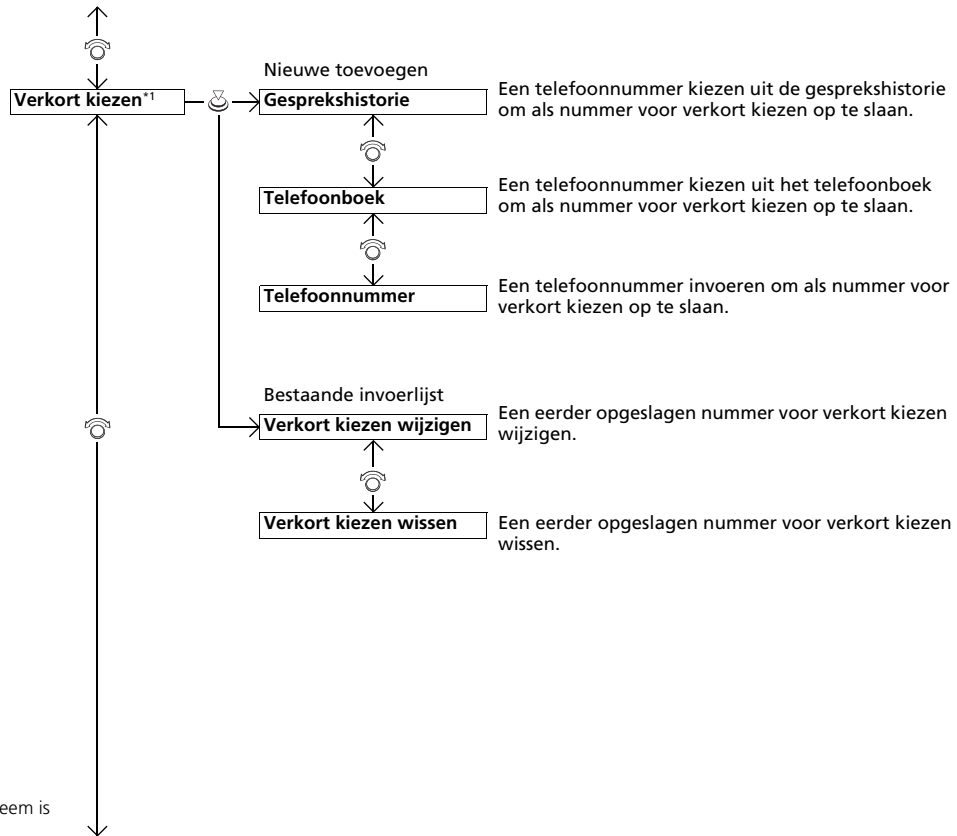 Nieuwe toevoegen
Verkort kiezen*1
Gesprekshistorie
Een telefoonnummer kiezen uit de gesprekshistorie
om als nummer voor verkort kiezen op te slaan.
Telefoonboek
Een telefoonnummer kiezen uit het telefoonboek
om als nummer voor verkort kiezen op te slaan.
Telefoonnummer
Een telefoonnummer invoeren om als nummer voor
verkort kiezen op te slaan.
Bestaande invoerlijst
Verkort kiezen wijzigen
Een eerder opgeslagen nummer voor verkort kiezen
wijzigen.
Verkort kiezen wissen
Een eerder opgeslagen nummer voor verkort kiezen
wissen.
eem is